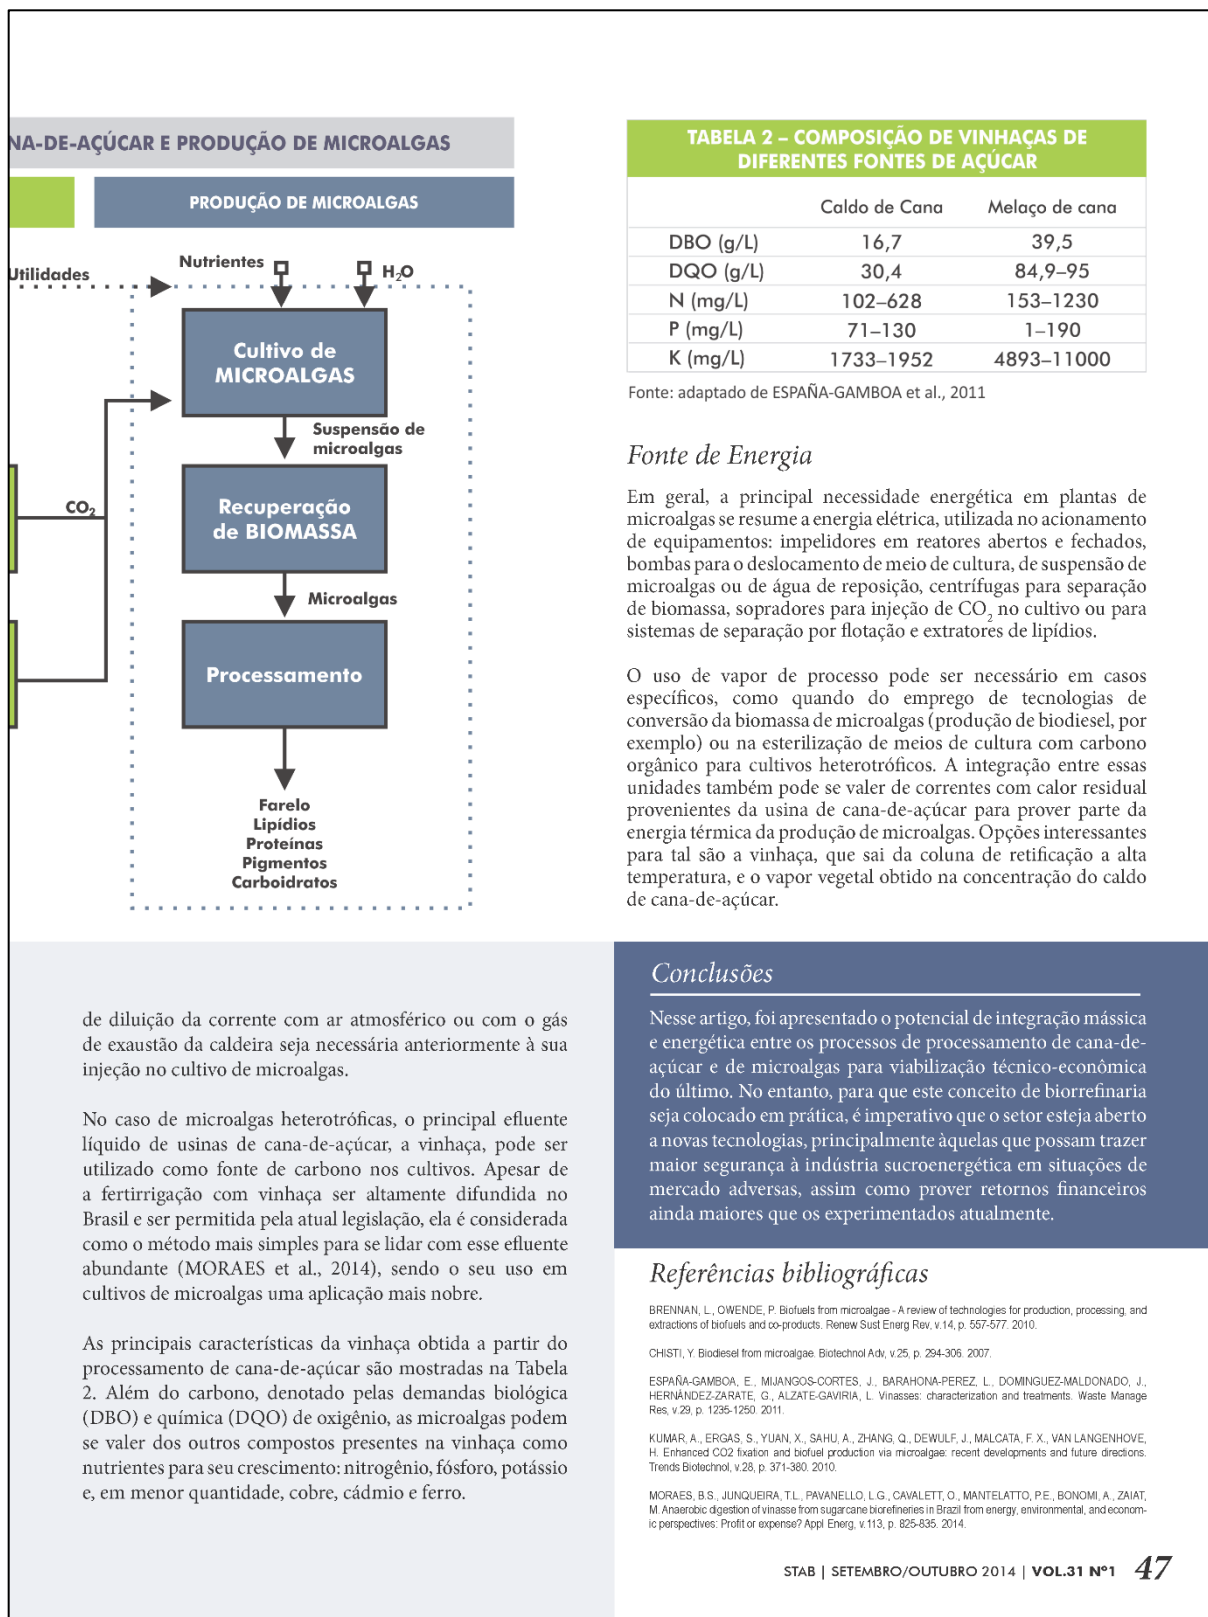 NA-DE-AÇÚCAR E PRODUÇÃO DE MICROALGAS
PRODUÇÃO DE MICROALGAS
Utilidades
Nutrientes
H2O
Cultivo de
MICROALGAS
Suspensão de
microalgas
CO2
Recuperação
de BIOMASSA
Microalgas
Processamento
Farelo
Lipídios
Proteínas
Pigmentos
Carboidratos
TABELA 2 – COMPOSIÇÃO DE VINHAÇAS DE
DIFERENTES FONTES DE AÇÚCAR
Caldo de Cana Melaço de cana
DBO (g/L) 16,7 39,5
DQO (g/L) 30,4 84,9–95
N (mg/L) 102–628 153–1230
P (mg/L) 71–130 1–190
K (mg/L) 1733–1952 4893–11000
Fonte: adaptado de ESPAÑA-GAMBOA et al., 2011
Fonte de Energia
Em geral, a principal necessidade energética em plantas de
microalgas se resume a energia elétrica, utilizada no acionamento
de equipamentos: impelidores em reatores abertos e fechados,
bombas para o deslocamento de meio de cultura, de suspensão de
microalgas ou de água de reposição, centrífugas para separação
de biomassa, sopradores para injeção de CO2 no cultivo ou para
sistemas de separação por flotação e extratores de lipídios.
O uso de vapor de processo pode ser necessário em casos
específicos, como quando do emprego de tecnologias de
conversão da biomassa de microalgas (produção de biodiesel, por
exemplo) ou na esterilização de meios de cultura com carbono
orgânico para cultivos heterotróficos. A integração entre essas
unidades também pode se valer de correntes com calor residual
provenientes da usina de cana-de-açúcar para prover parte da
energia térmica da produção de microalgas. Opções interessantes
para tal são a vinhaça, que sai da coluna de retificação a alta
temperatura, e o vapor vegetal obtido na concentração do caldo
de cana-de-açúcar.
de diluição da corrente com ar atmosférico ou com o gás
de exaustão da caldeira seja necessária anteriormente à sua
injeção no cultivo de microalgas.
No caso de microalgas heterotróficas, o principal efluente
líquido de usinas de cana-de-açúcar, a vinhaça, pode ser
utilizado como fonte de carbono nos cultivos. Apesar de
a fertirrigação com vinhaça ser altamente difundida no
Brasil e ser permitida pela atual legislação, ela é considerada
como o método mais simples para se lidar com esse efluente
abundante (MORAES et al., 2014), sendo o seu uso em
cultivos de microalgas uma aplicação mais nobre.
As principais características da vinhaça obtida a partir do
processamento de cana-de-açúcar são mostradas na Tabela
2. Além do carbono, denotado pelas demandas biológica
(DBO) e química (DQO) de oxigênio, as microalgas podem
se valer dos outros compostos presentes na vinhaça como
nutrientes para seu crescimento: nitrogênio, fósforo, potássio
e, em menor quantidade, cobre, cádmio e ferro.
Conclusões
Nesse artigo, foi apresentado o potencial de integração mássica
e energética entre os processos de processamento de cana-de-
açúcar e de microalgas para viabilização técnico-econômica
do último. No entanto, para que este conceito de biorrefinaria
seja colocado em prática, é imperativo que o setor esteja aberto
a novas tecnologias, principalmente àquelas que possam trazer
maior segurança à indústria sucroenergética em situações de
mercado adversas, assim como prover retornos financeiros
ainda maiores que os experimentados atualmente.
Referências bibliográficas
BRENNAN, L., OWENDE, P. Biofuels from microalgae - A review of technologies for production, processing, and
extractions of biofuels and co-products. Renew Sust Energ Rev, v.14, p. 557-577. 2010.
CHISTI, Y. Biodiesel from microalgae. Biotechnol Adv, v.25, p. 294-306. 2007.
ESPAÑA-GAMBOA, E., MIJANGOS-CORTES, J., BARAHONA-PEREZ, L., DOMINGUEZ-MALDONADO, J.,
HERNÁNDEZ-ZARATE, G., ALZATE-GAVIRIA, L. Vinasses: characterization and treatments. Waste Manage
Res, v.29, p. 1235-1250. 2011.
KUMAR, A., ERGAS, S., YUAN, X., SAHU, A., ZHANG, Q., DEWULF, J., MALCATA, F. X., VAN LANGENHOVE,
H. Enhanced CO2 fixation and biofuel production via microalgae: recent developments and future directions.
Trends Biotechnol, v.28, p. 371-380. 2010.
MORAES, B.S., JUNQUEIRA, T.L., PAVANELLO, L.G., CAVALETT, O., MANTELATTO, P.E., BONOMI, A., ZAIAT,
M. Anaerobic digestion of vinasse from sugarcane biorefineries in Brazil from energy, environmental, and econom-
ic perspectives: Profit or expense? Appl Energ, v.113, p. 825-835. 2014.
STAB | SETEMBRO/OUTUBRO 2014 | VOL.31 Nº1 47